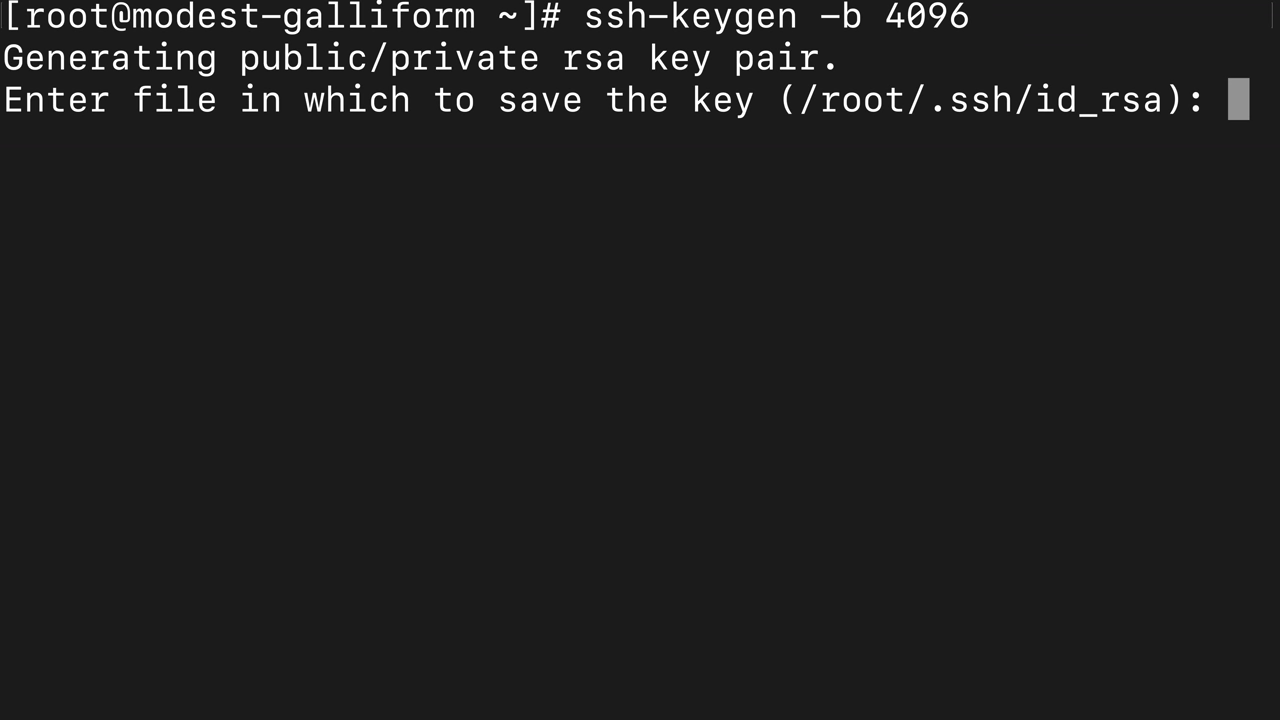 [root@modest-galliform ~]# ssh-keygen -b 4096
Generating public/private rsa key pair.
Enter file in which to save the key (/root/.ssh/id_rsa):